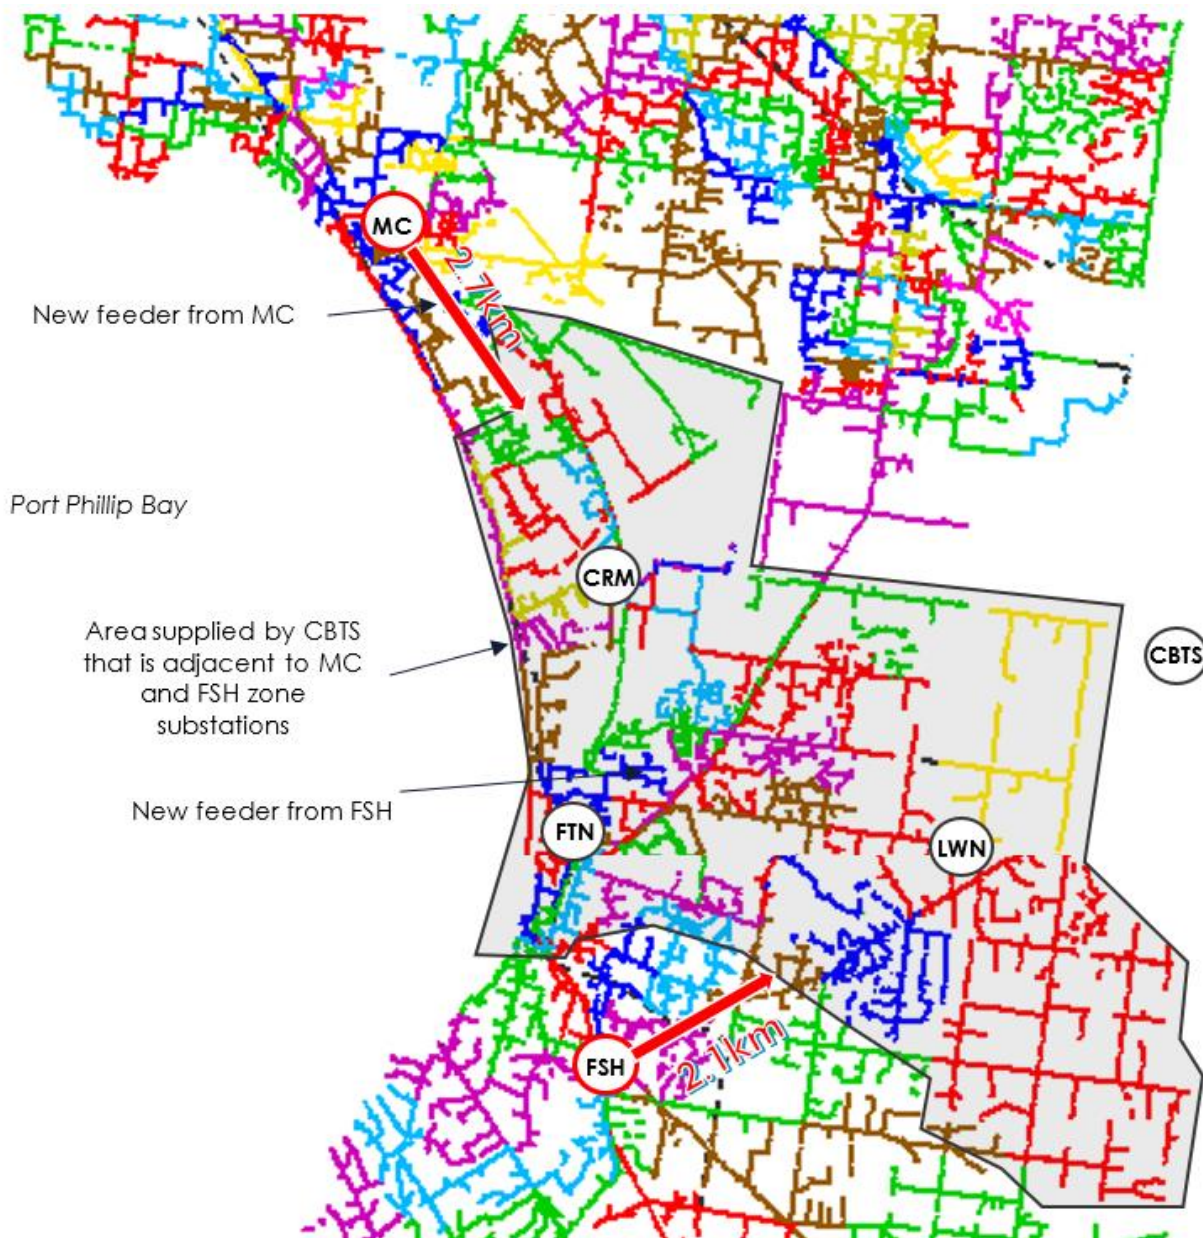 MC
2.7km
New feeder from MC
Port Phillip Bay
CRM
Area supplied by CBTS
that is adjacent to MC
and FSH zone
substations
CBTS
New feeder from FSH
FTN
LWN
FSH
2.1km